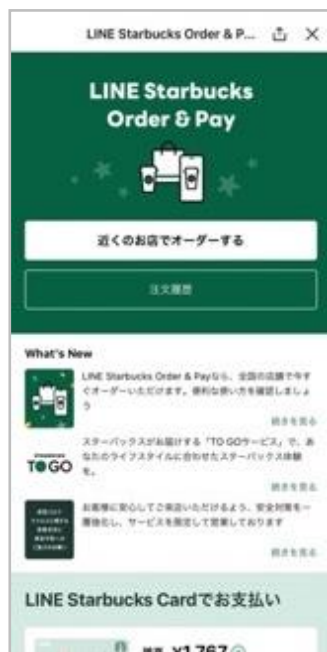 LINE Starbucks Order & P...
LINE Starbucks
Order & Pay
近くのお店でオーダーする
注文履歴
What's New
LINE Starbucks Order & Payなら、全国の店舗で今す
ぐオーダーいただけます。便利な使い方を確認しましょ
う
続きを見る
TO GO
スターバックスがお届けする「TO GOサービス」で、あ
なたのライフスタイルに合わせたスターバックス体験
を。
続きを見る
お客様に安心してご来店いただけるよう、安全対策を一
層強化し、サービスを限定して営業しております
続きを見る
LINE Starbucks Cardでお支払い
残高 ¥1,767